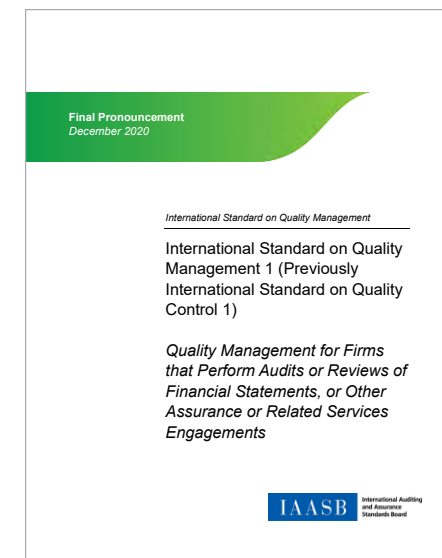 Final Pronouncement
December 2020
International Standard on Quality Management
International Standard on Quality
Management 1 (Previously
International Standard on Quality
Control 1)
Quality Management for Firms
that Perform Audits or Reviews of
Financial Statements, or Other
Assurance or Related Services
Engagements
IAASB
International Auditing
and Assurance
Standards Board